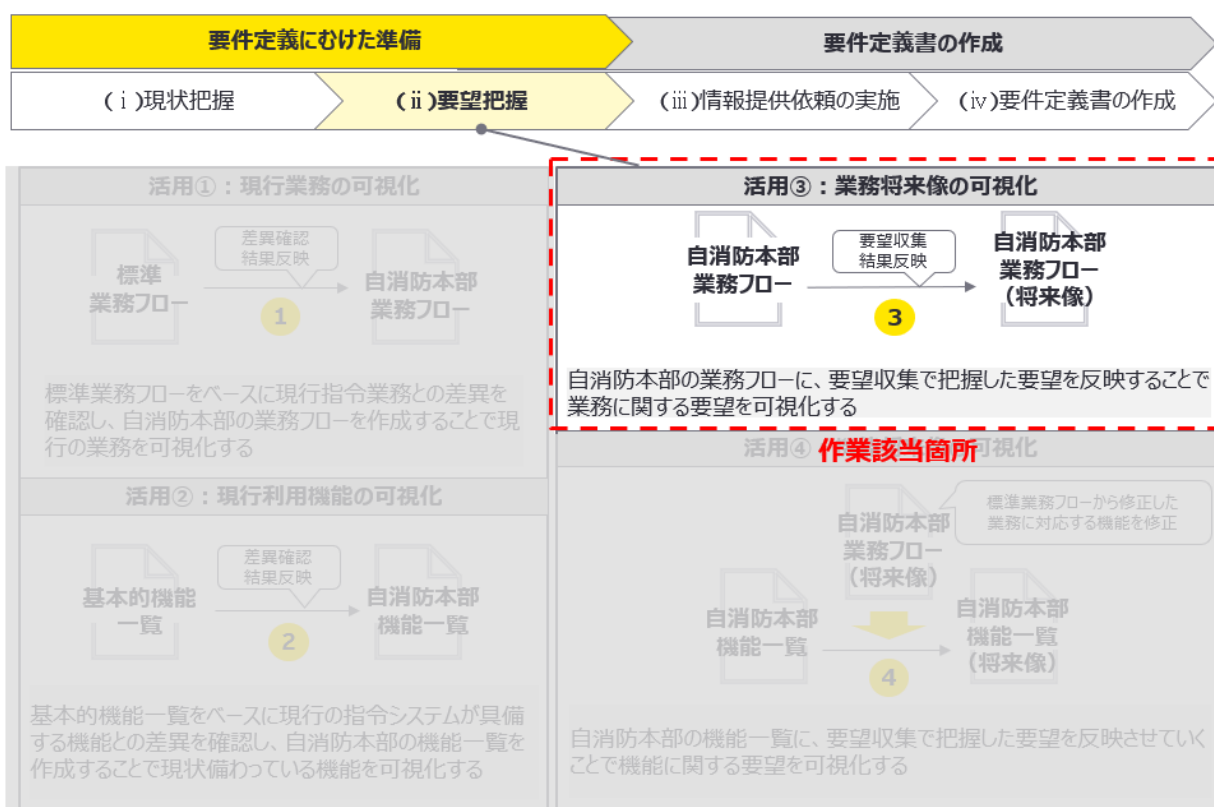 要件定義にむけた準備
要件定義書の作成
(ⅰ)現状把握
(ⅱ)要望把握
(ⅲ)情報提供依頼の実施
(ⅳ)要件定義書の作成
活用①：現行業務の可視化
標準
業務フロー
差異確認
結果反映
1
自消防本部
業務フロー
標準業務フローをベースに現行指令業務との差異を
確認し、自消防本部の業務フローを作成することで現
行の業務を可視化する
活用②：現行利用機能の可視化
基本的機能
一覧
差異確認
結果反映
2
自消防本部
機能一覧
基本的機能一覧をベースに現行の指令システムが具備
する機能との差異を確認し、自消防本部の機能一覧を
作成することで現状備わっている機能を可視化する
活用③：業務将来像の可視化
自消防本部
業務フロー
要望収集
結果反映
3
自消防本部
業務フロー
（将来像）
自消防本部の業務フローに、要望収集で把握した要望を反映することで
業務に関する要望を可視化する
活用④
作業該当箇所
可視化
自消防本部
業務フロー
（将来像）
標準業務フローから修正した
業務に対応する機能を修正
自消防本部
機能一覧
4
自消防本部
機能一覧
（将来像）
自消防本部の機能一覧に、要望収集で把握した要望を反映させていく
ことで機能に関する要望を可視化する